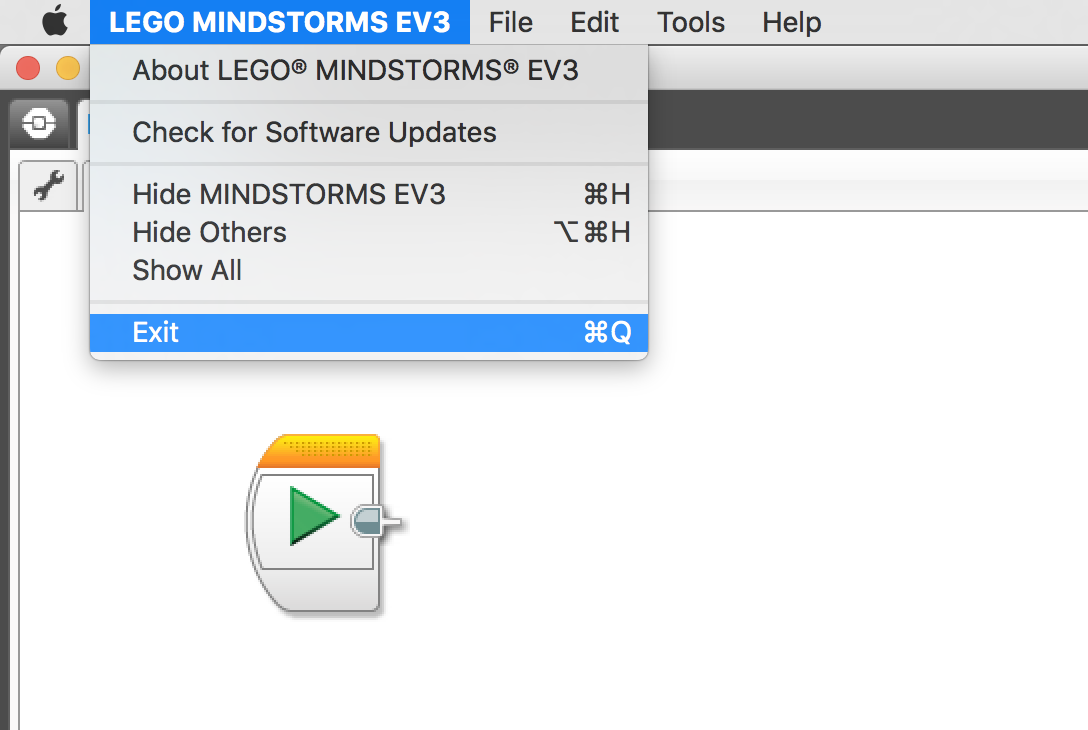 LEGO MINDSTORMS EV3 File Edit Tools Help
About LEGO® MINDSTORMS® EV3
Check for Software Updates
Hide MINDSTORMS EV3 ⌘H
Hide Others ⌥⌘H
Show All
Exit ⌘Q